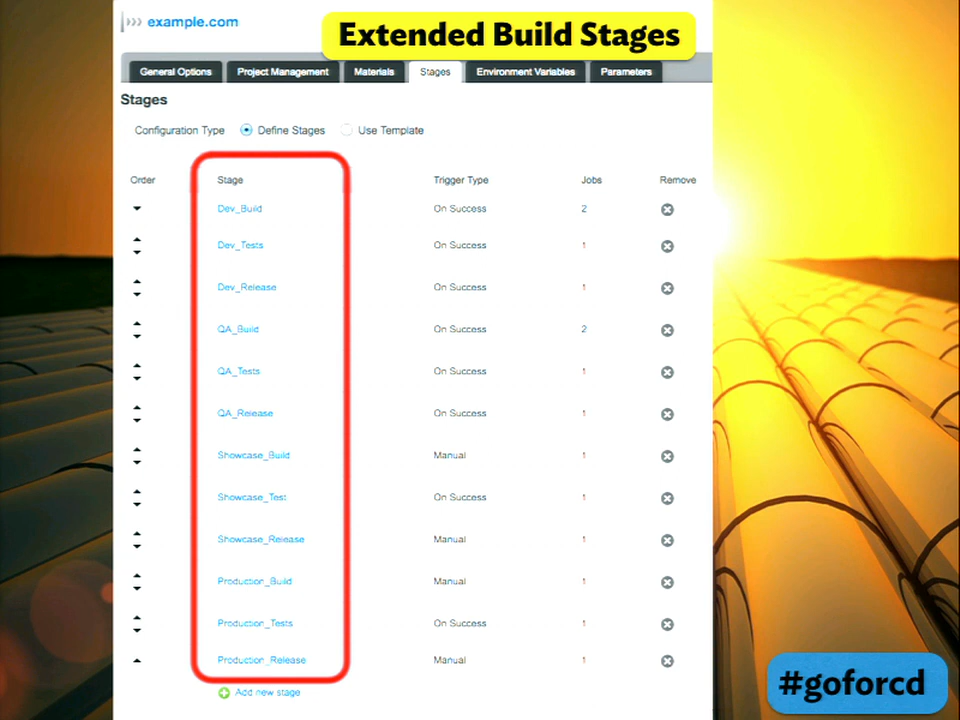 example.com
Extended Build Stages
General Options Project Management Materials Stages Environment Variables Parameters
Stages
Configuration Type Define Stages Use Template
Order Stage Trigger Type Jobs Remove
Dev_Build On Success 2
Dev_Tests On Success 1
Dev_Release On Success 1
QA_Build On Success 2
QA_Tests On Success 1
QA_Release On Success 1
Showcase_Build Manual 1
Showcase_Test On Success 1
Showcase_Release Manual 1
Production_Build Manual 1
Production_Tests On Success 1
Production_Release Manual 1
Add new stage
#goforcd